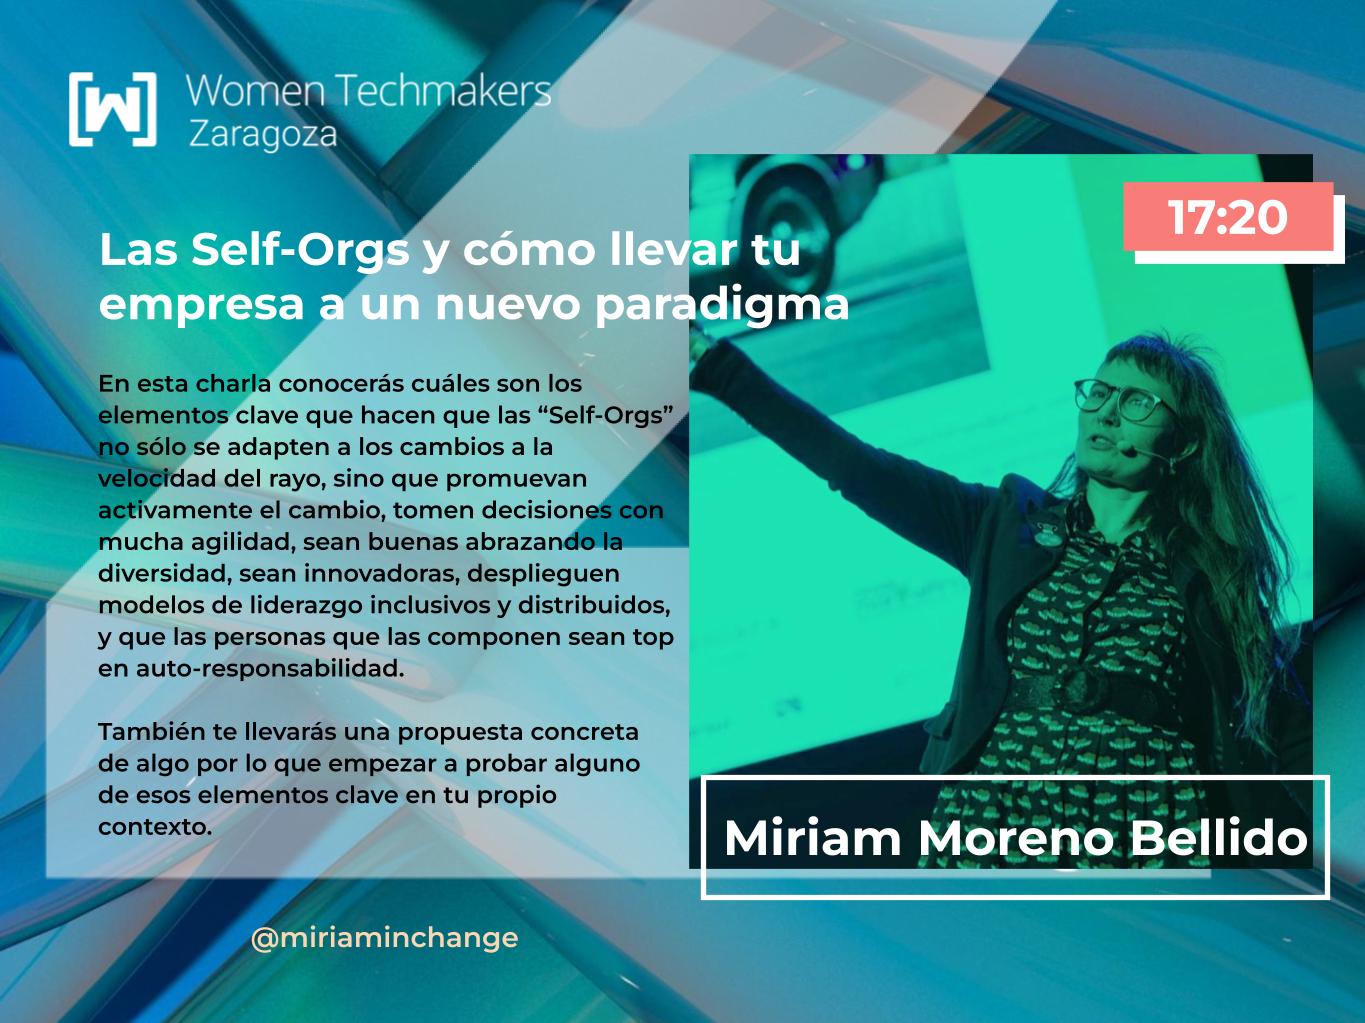 Women Techmakers
Zaragoza
17:20
Las Self-Orgs y cómo llevar tu
empresa a un nuevo paradigma
En esta charla conocerás cuáles son los
elementos clave que hacen que las “Self-Orgs”
no sólo se adapten a los cambios a la
velocidad del rayo, sino que promuevan
activamente el cambio, tomen decisiones con
mucha agilidad, sean buenas abrazando la
diversidad, sean innovadoras, desplieguen
modelos de liderazgo inclusivos y distribuidos,
y que las personas que las componen sean top
en auto-responsabilidad.
También te llevarás una propuesta concreta
de algo por lo que empezar a probar alguno
de esos elementos clave en tu propio
contexto.
Miriam Moreno Bellido
@miriaminchange